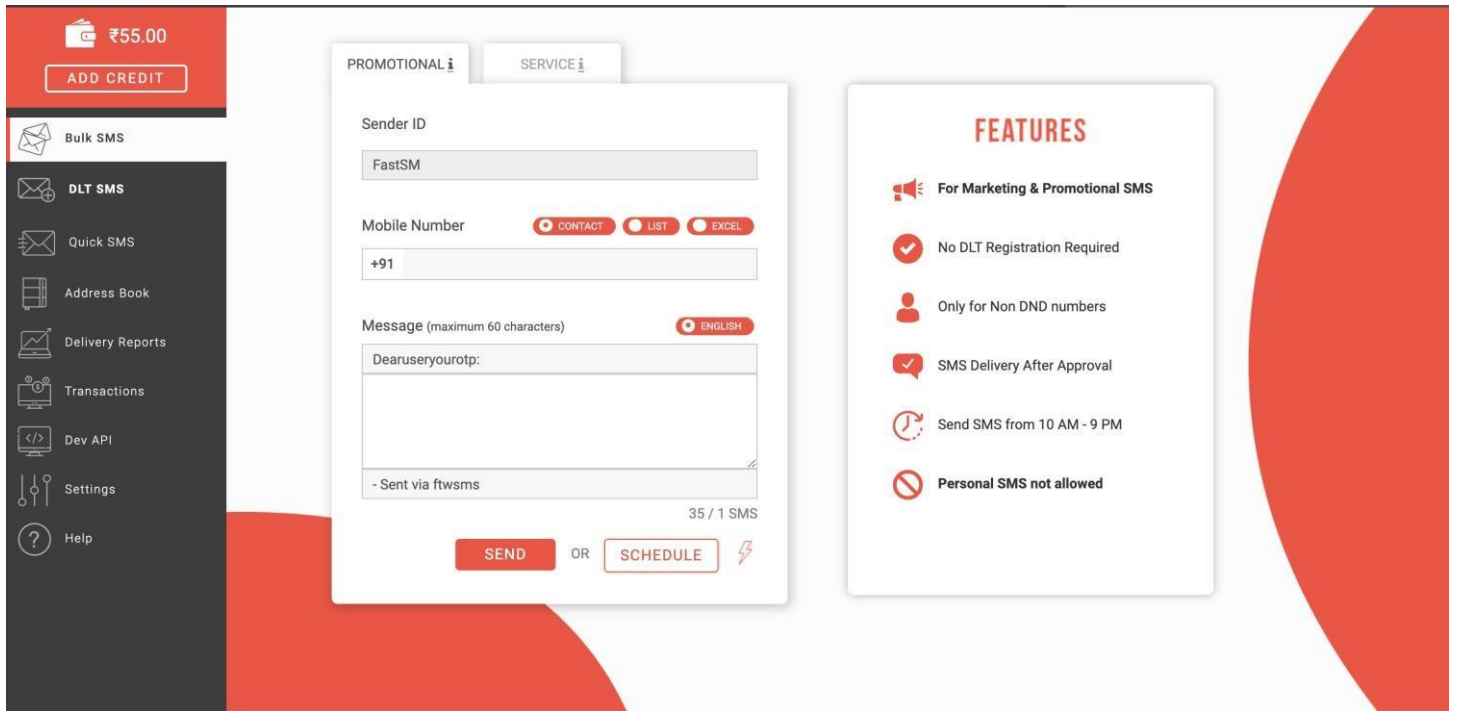 ₹55.00
ADD CREDIT
Bulk SMS
DLT SMS
Quick SMS
Address Book
Delivery Reports
Transactions
Dev API
Settings
Help
PROMOTIONAL i
SERVICE i
Sender ID
FastSM
Mobile Number
CONTACT LIST EXCEL
+91
Message (maximum 60 characters)
ENGLISH
Dearuseryourotp:
- Sent via ftwsms
35 / 1 SMS
SEND OR SCHEDULE
FEATURES
For Marketing & Promotional SMS
No DLT Registration Required
Only for Non DND numbers
SMS Delivery After Approval
Send SMS from 10 AM - 9 PM
Personal SMS not allowed